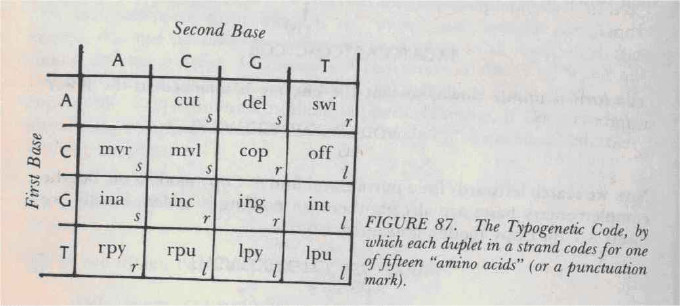 Second Base
A C G T
A cut s del s swi r
First Base
C mvr s mvl s cop r off l
G ina s inc r ing r int l
T rpy r rpu l lpy l lpu l
FIGURE 87. The Typogenetic Code, by
which each duplet in a strand codes for one
of fifteen "amino acids" (or a punctuation
mark).